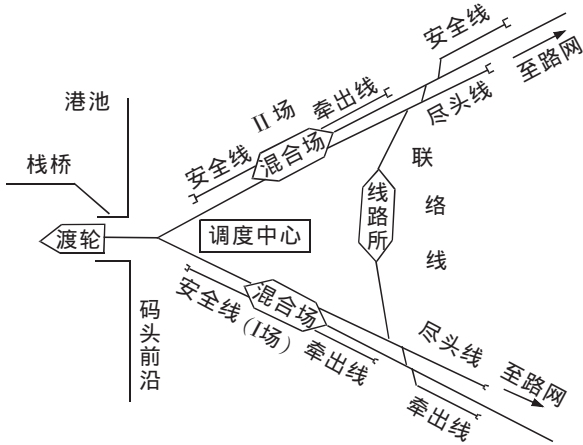 安全线
至路网
港池
II场
牵出线
尽头线
安全线
混合场
栈桥
联络线
线路所
渡轮
调度中心
混合场
安全线
(I场)
码头前沿
牵出线
尽头线
至路网
牵出线